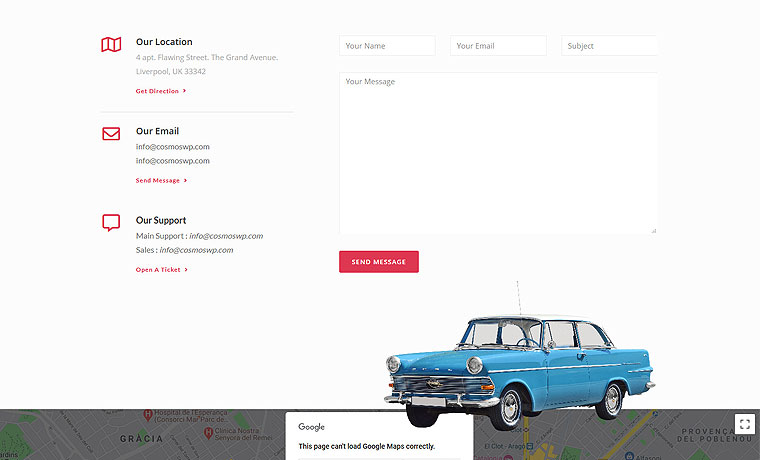 Our Location
4 apt. Flawing Street. The Grand Avenue.
Liverpool, UK 33342
Get Direction
Our Email
info@cosmoswp.com
info@cosmoswp.com
Send Message
Our Support
Main Support : info@cosmoswp.com
Sales : info@cosmoswp.com
Open A Ticket
Your Name
Your Email
Subject
Your Message
SEND MESSAGE
Hospital de l'Esperança
(Consorci Mar Parc de...
GRÀCIA
Clínica Nostra
Senyora del Remei
Google
This page can't load Google Maps correctly.
El Clot - Aragó
PROVENÇA
DEL POBLENOU